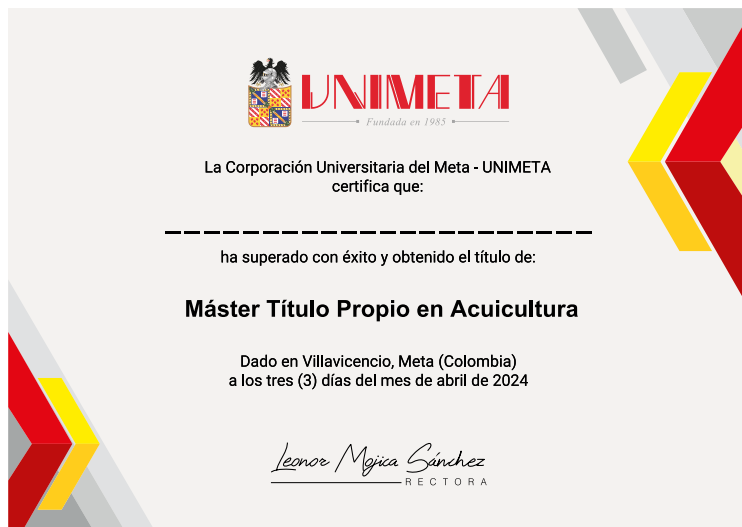 UNIMETA
Fundada en 1985
La Corporación Universitaria del Meta - UNIMETA
certifica que:
ha superado con éxito y obtenido el título de:
Máster Título Propio en Acuicultura
Dado en Villavicencio, Meta (Colombia)
a los tres (3) días del mes de abril de 2024
Leonor Mojica Sánchez
RECTORA